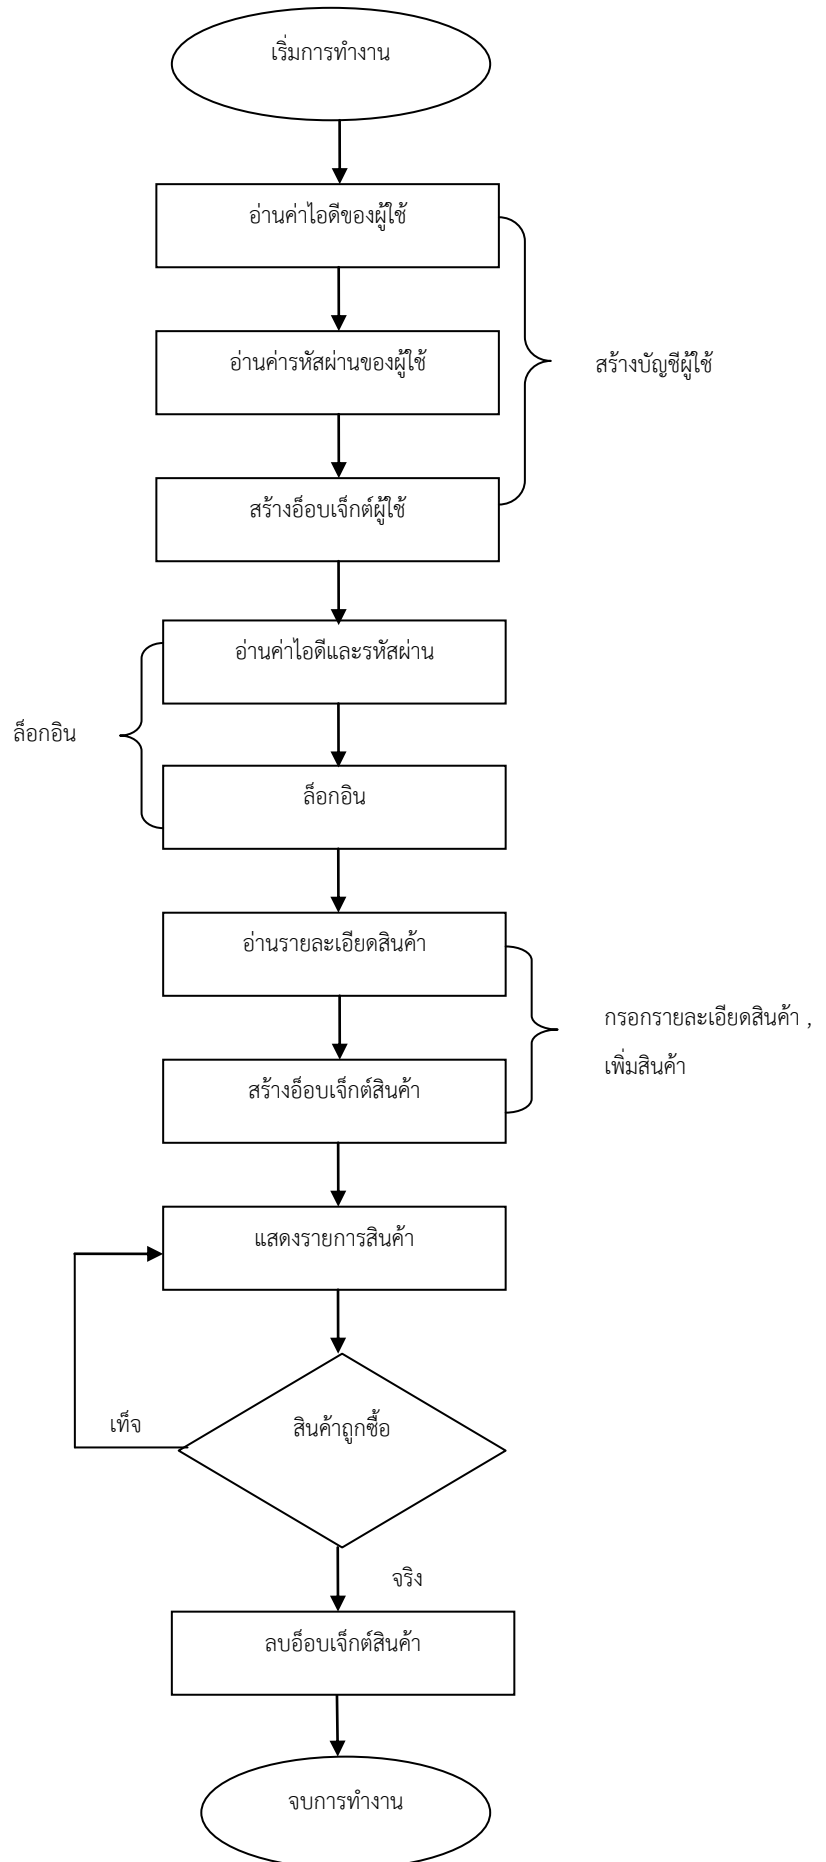 เริ่มการทำงาน
อ่านค่าไอดีของผู้ใช้
อ่านค่ารหัสผ่านของผู้ใช้
สร้างบัญชีผู้ใช้
สร้างอ็อบเจ็กต์ผู้ใช้
อ่านค่าไอดีและรหัสผ่าน
ล็อกอิน
ล็อกอิน
อ่านรายละเอียดสินค้า
กรอกรายละเอียดสินค้า ,
เพิ่มสินค้า
สร้างอ็อบเจ็กต์สินค้า
แสดงรายการสินค้า
เท็จ
สินค้าถูกซื้อ
จริง
ลบอ็อบเจ็กต์สินค้า
จบการทำงาน